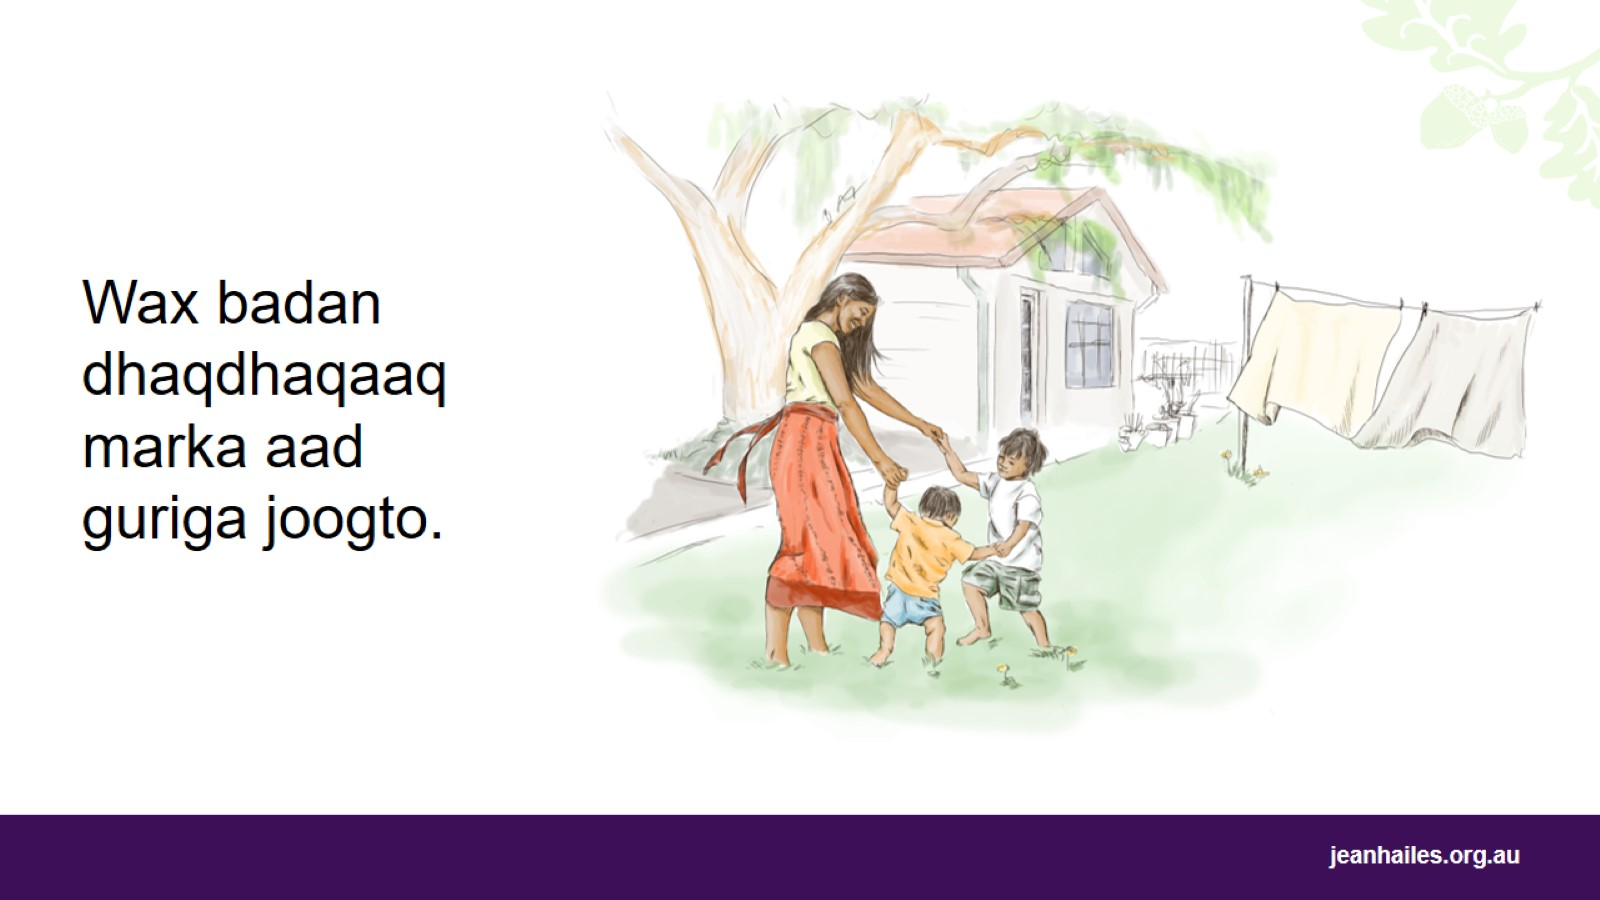 Wax badan
dhaqdhaqaaq
marka aad
guriga joogto.
jeanhailes.org.au